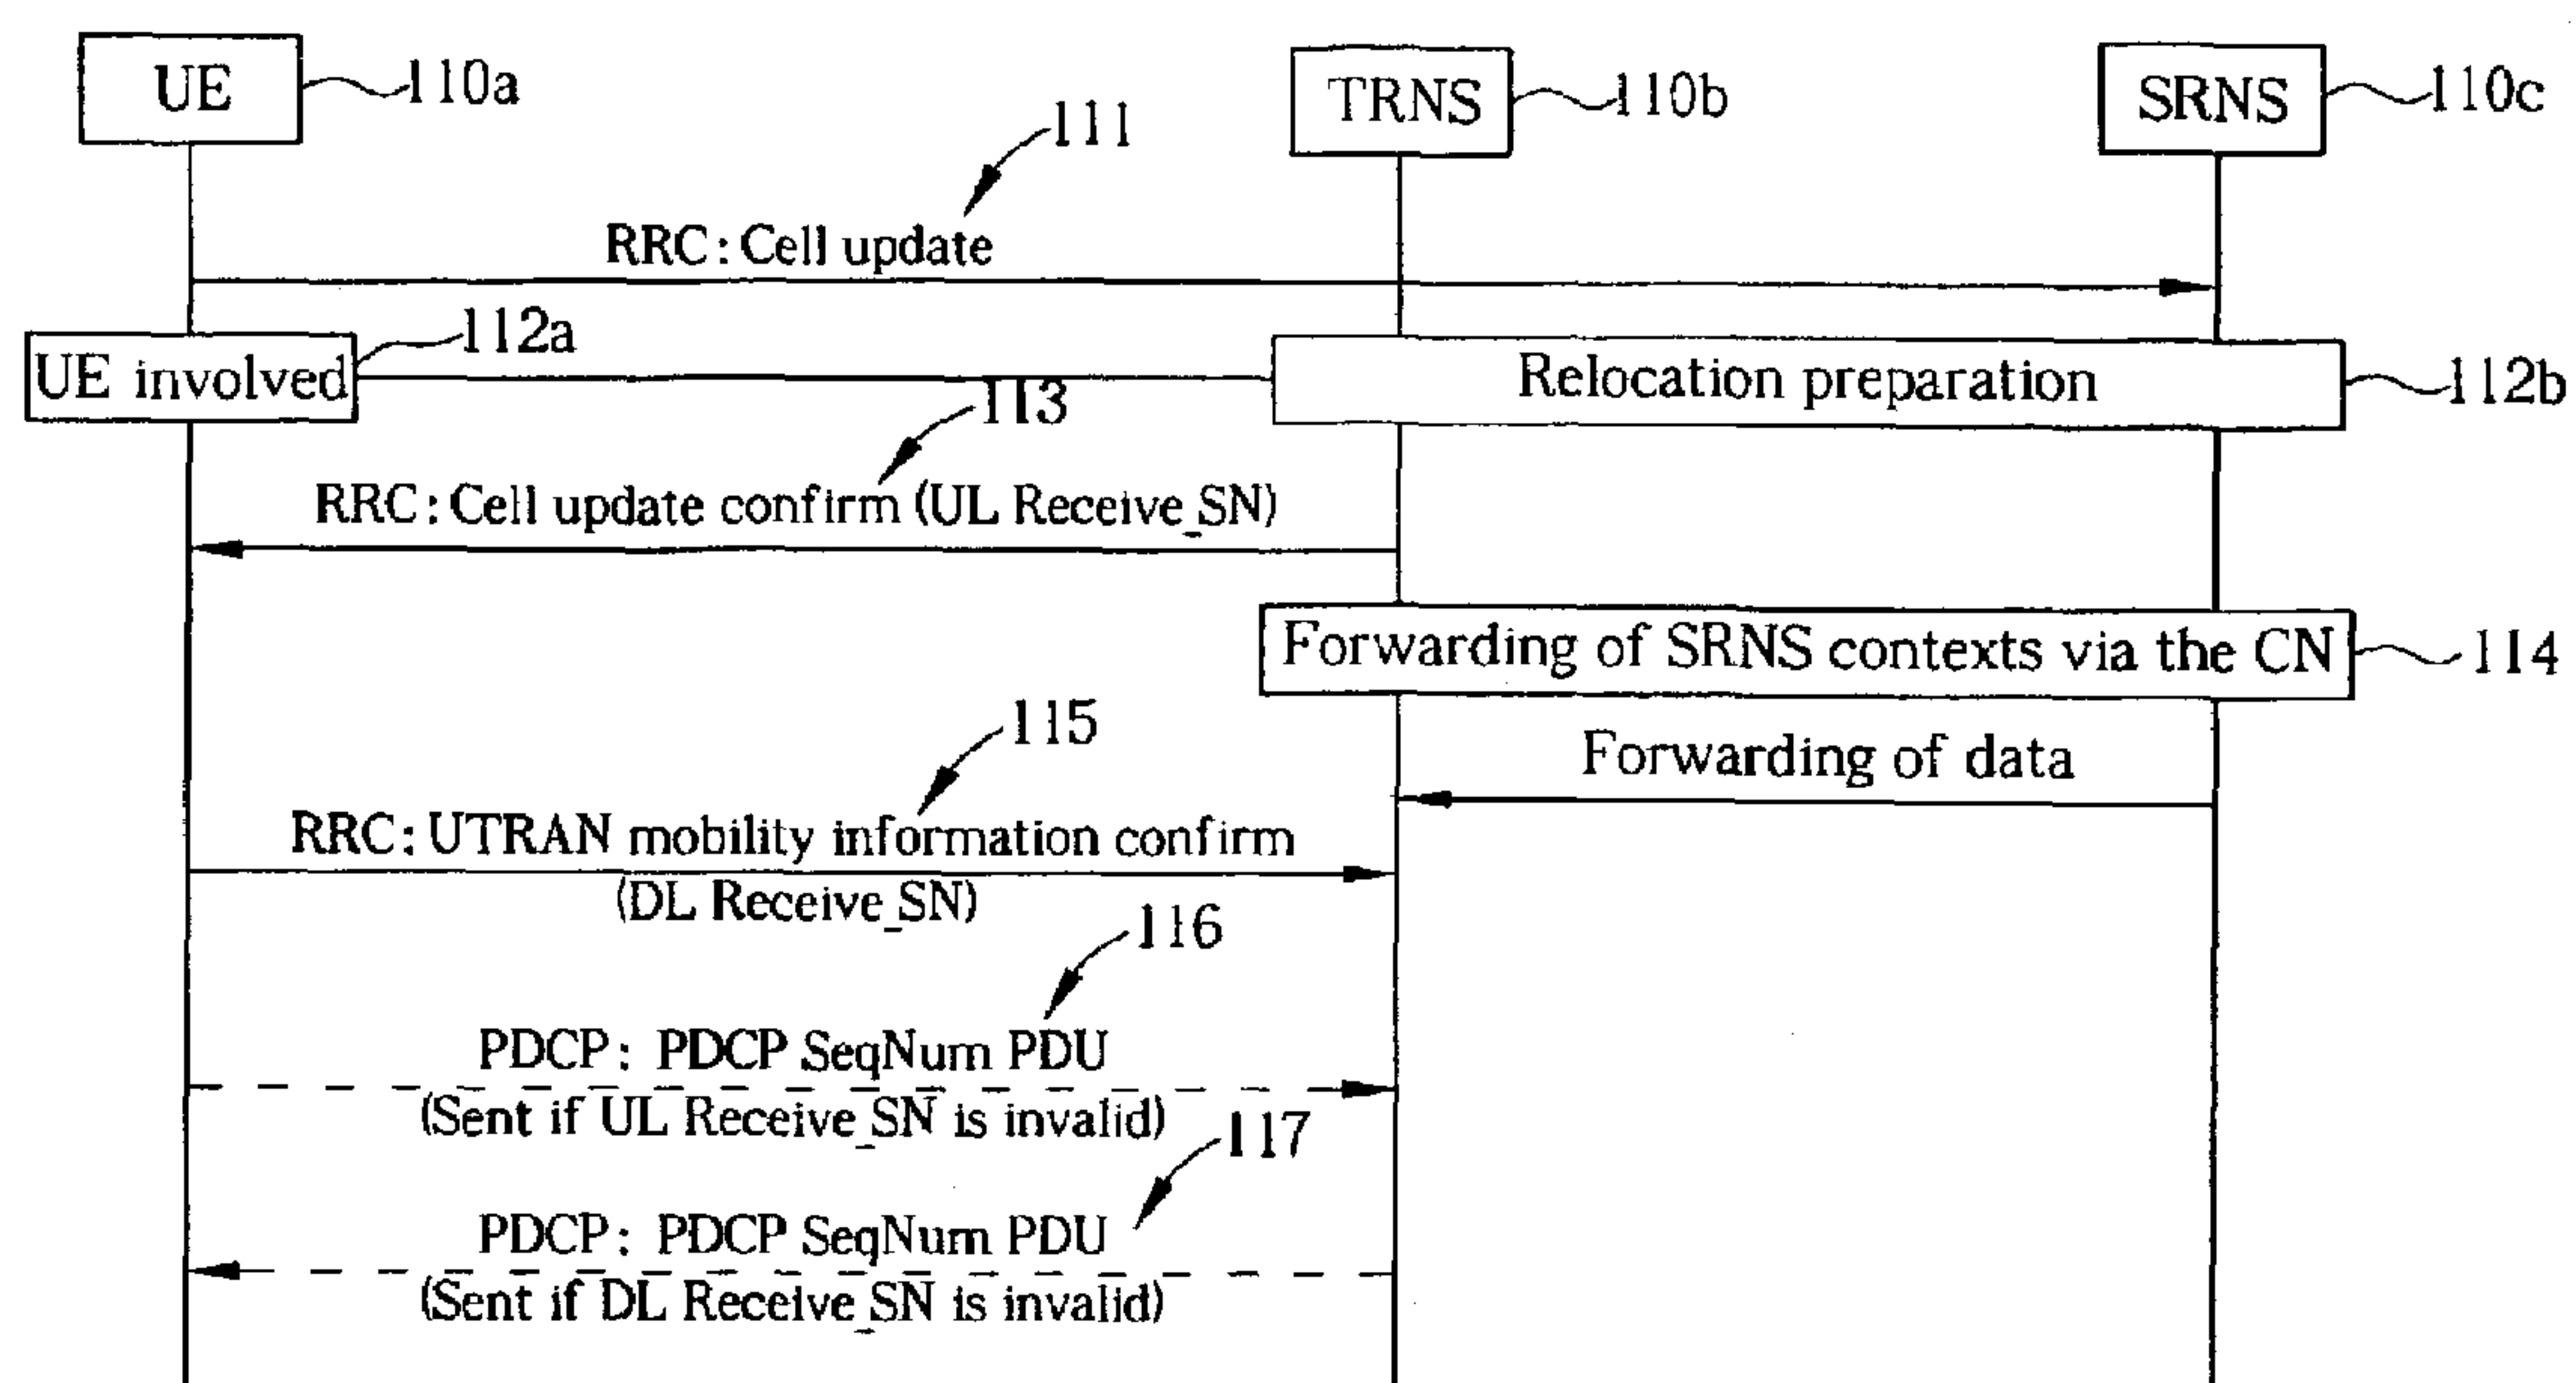 UE 110a
TRNS 110b
SRNS 110c
111
RRC: Cell update
UE involved 112a
Relocation preparation 112b
113
RRC: Cell update confirm (UL Receive_SN)
Forwarding of SRNS contexts via the CN 114
Forwarding of data
115
RRC: UTRAN mobility information confirm
(DL Receive_SN)
116
PDCP: PDCP SeqNum PDU
(Sent if UL Receive_SN is invalid)
117
PDCP: PDCP SeqNum PDU
(Sent if DL Receive_SN is invalid)